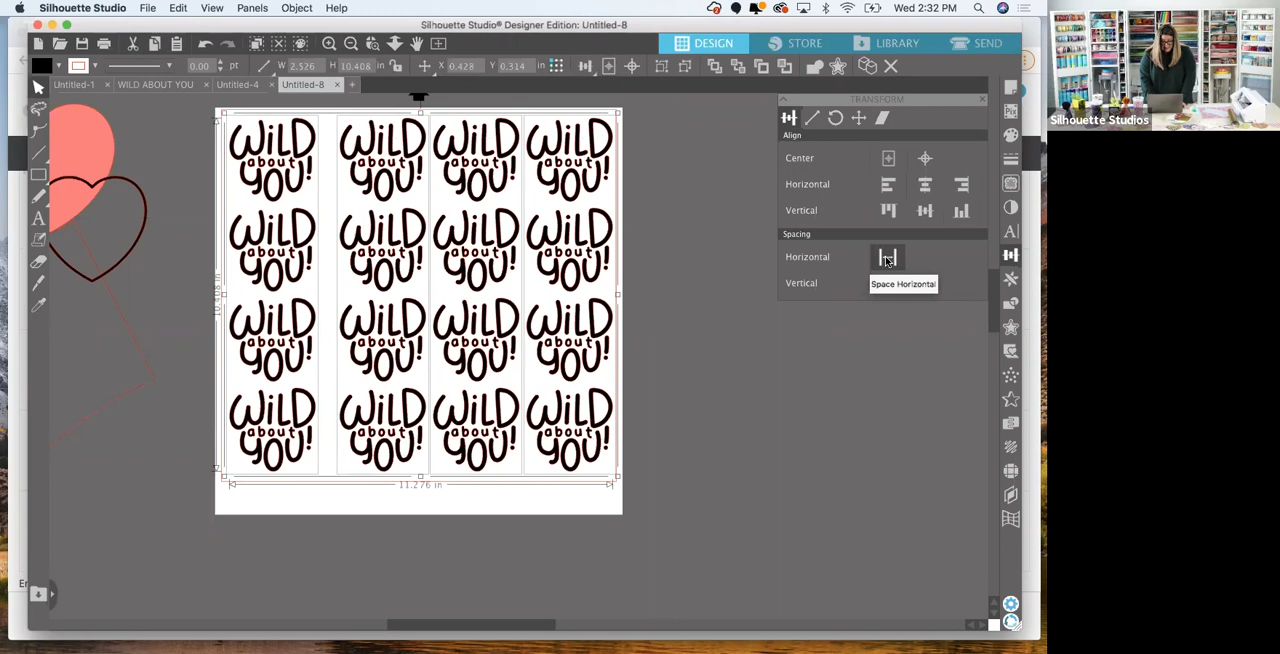 Silhouette Studio File Edit View Panels Object Help
Wed 2:32 PM
Silhouette Studio® Designer Edition: Untitled-8
DESIGN STORE LIBRARY SEND
0.00 pt W 2.526 H 10.408 in X 0.428 Y 0.314 in
Untitled-1 × WILD ABOUT YOU × Untitled-4 × Untitled-8 × +
TRANSFORM
Align
Center
Horizontal
Vertical
Spacing
Horizontal
Space Horizontal
Vertical
WiLD WiLD WiLD WiLD
about about about about
YOU! YOU! YOU! YOU!
WiLD WiLD WiLD WiLD
about about about about
YOU! YOU! YOU! YOU!
WiLD WiLD WiLD WiLD
about about about about
YOU! YOU! YOU! YOU!
WiLD WiLD WiLD WiLD
about about about about
YOU! YOU! YOU! YOU!
10.408 in
11.276 in
Silhouette Studios